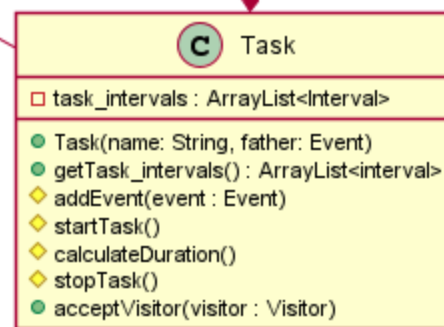 C Task
task_intervals : ArrayList<Interval>
Task(name: String, father: Event)
getTask_intervals() : ArrayList<interval>
addEvent(event : Event)
startTask()
calculateDuration()
stopTask()
acceptVisitor(visitor : Visitor)